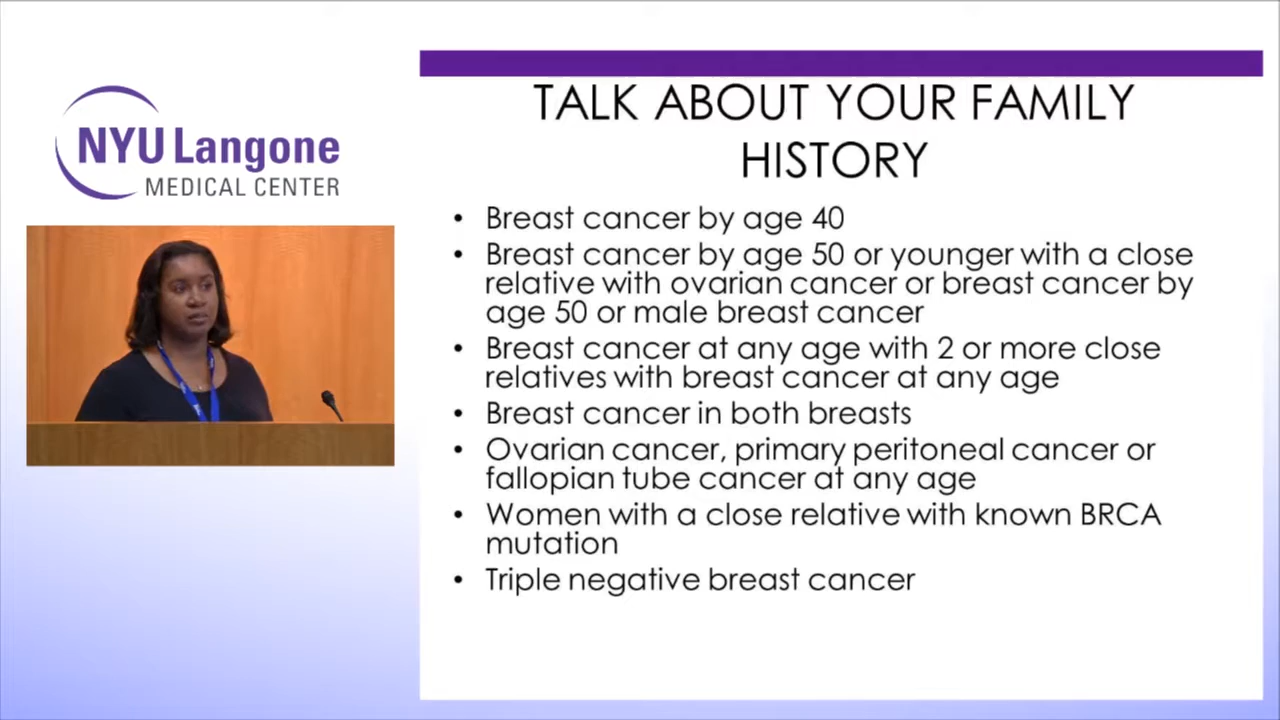 NYU Langone
MEDICAL CENTER
TALK ABOUT YOUR FAMILY
HISTORY
• Breast cancer by age 40
• Breast cancer by age 50 or younger with a close
relative with ovarian cancer or breast cancer by
age 50 or male breast cancer
• Breast cancer at any age with 2 or more close
relatives with breast cancer at any age
• Breast cancer in both breasts
• Ovarian cancer, primary peritoneal cancer or
fallopian tube cancer at any age
• Women with a close relative with known BRCA
mutation
• Triple negative breast cancer